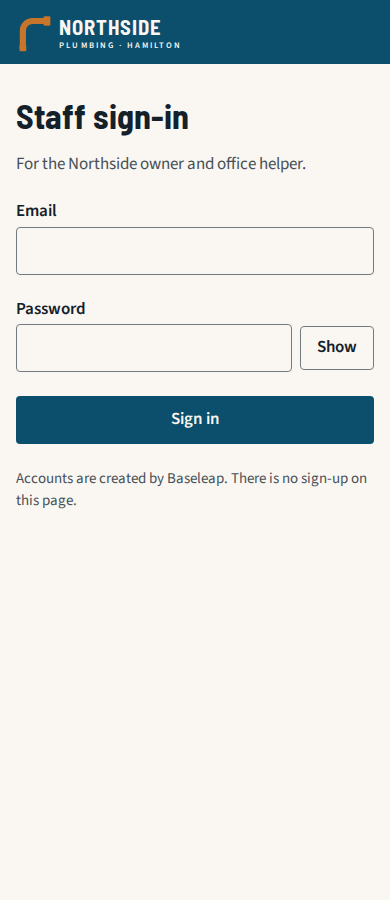 NORTHSIDE
PLUMBING · HAMILTON
Staff sign-in
For the Northside owner and office helper.
Email
Password
Show
Sign in
Accounts are created by Baseleap. There is no sign-up on
this page.